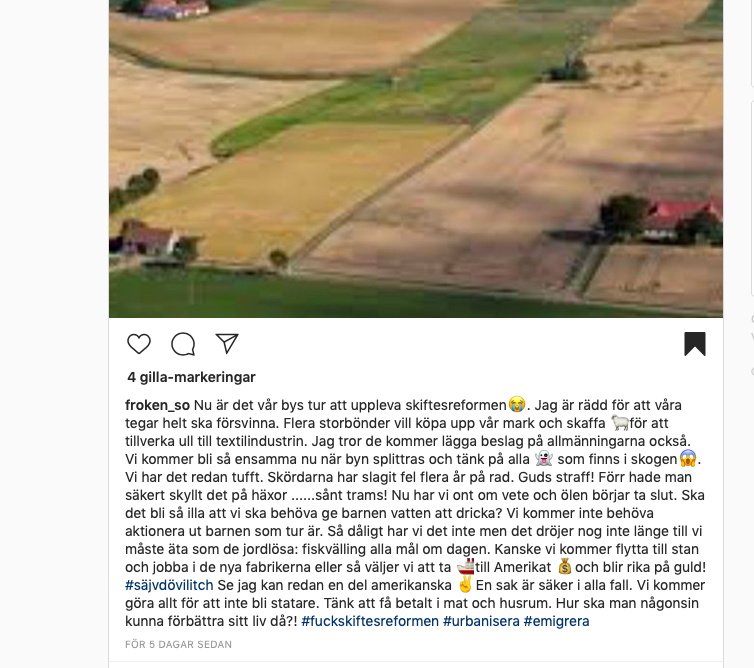 4 gilla-markeringar
froken_so Nu är det vår bys tur att uppleva skiftesreformen😭. Jag är rädd för att våra
tegar helt ska försvinna. Flera storbönder vill köpa upp vår mark och skaffa 🐑för att
tillverka ull till textilindustrin. Jag tror de kommer lägga beslag på allmänningarna också.
Vi kommer bli så ensamma nu när byn splittras och tänk på alla 👻 som finns i skogen😱.
Vi har det redan tufft. Skördarna har slagit fel flera år på rad. Guds straff! Förr hade man
säkert skyllt det på häxor ......sånt trams! Nu har vi ont om vete och ölen börjar ta slut. Ska
det bli så illa att vi ska behöva ge barnen vatten att dricka? Vi kommer inte behöva
aktionera ut barnen som tur är. Så dåligt har vi det inte men det dröjer nog inte länge till vi
måste äta som de jordlösa: fiskvälling alla mål om dagen. Kanske vi kommer flytta till stan
och jobba i de nya fabrikerna eller så väljer vi att ta 🚢till Amerikat 💰och blir rika på guld!
#säjvdövilitch Se jag kan redan en del amerikanska ✌️En sak är säker i alla fall. Vi kommer
göra allt för att inte bli statare. Tänk att få betalt i mat och husrum. Hur ska man någonsin
kunna förbättra sitt liv då?! #fuckskiftesreformen #urbanisera #emigrera
FÖR 5 DAGAR SEDAN